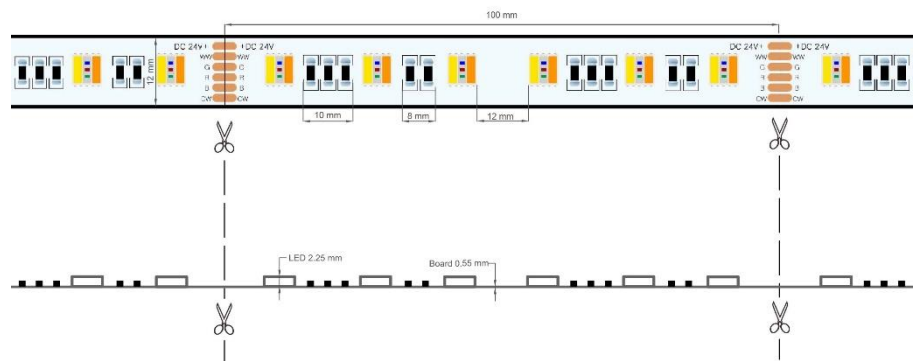 100 mm
DC 24V + + DC 24V
DC 24V + + DC 24V
WW WW
WW WW
G G
G G
R R
R R
B B
B B
CW CW
CW CW
12 mm
10 mm
8 mm
12 mm
LED 2.25 mm
Board 0.55 mm